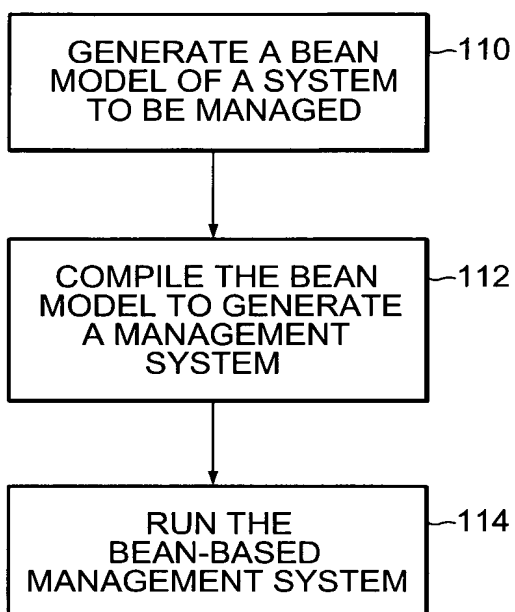 GENERATE A BEAN
MODEL OF A SYSTEM
TO BE MANAGED
110
COMPILE THE BEAN
MODEL TO GENERATE
A MANAGEMENT
SYSTEM
112
RUN THE
BEAN-BASED
MANAGEMENT SYSTEM
114